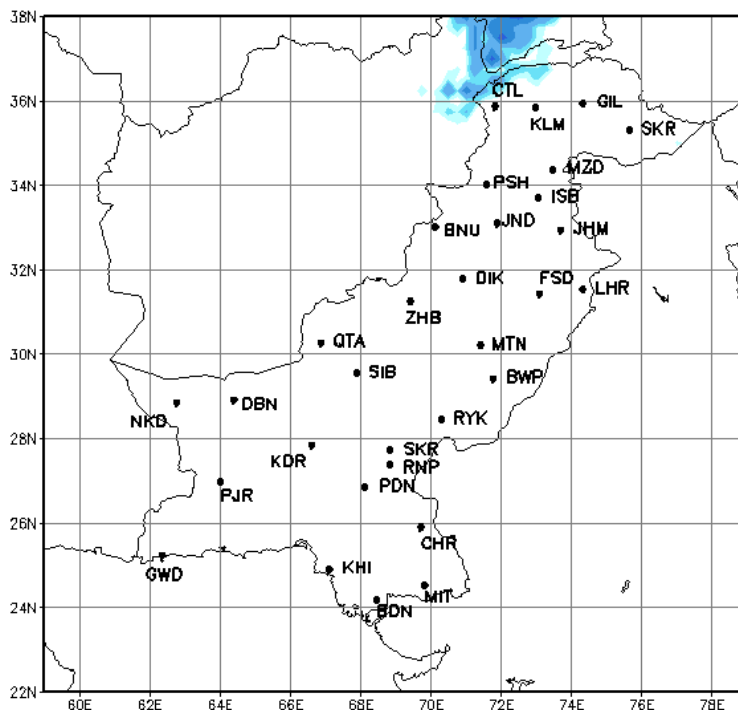 38N
36N
CTL
GIL
KLM
SKR
34N
MZD
PSH
ISB
BNU
JND
JHM
32N
DIK
FSD
LHR
ZHB
30N
QTA
MTN
SIB
BWP
NKD
DBN
RYK
28N
KDR
SKR
RNP
PJR
PDN
26N
CHR
GWD
KHI
24N
BDN
MIT
22N
60E 62E 64E 66E 68E 70E 72E 74E 76E 78E